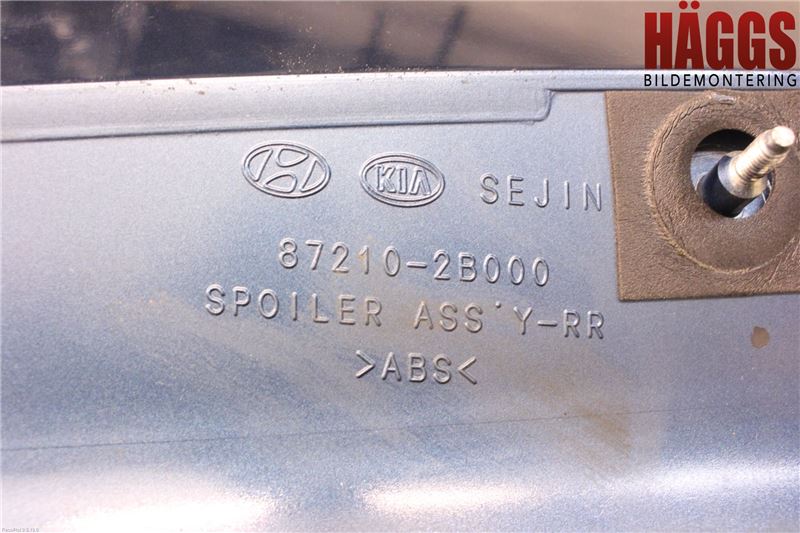 HÄGGS
BILDEMONTERING
KIA SEJIN
87210-2B000
SPOILER ASS'Y-RR
>ABS<